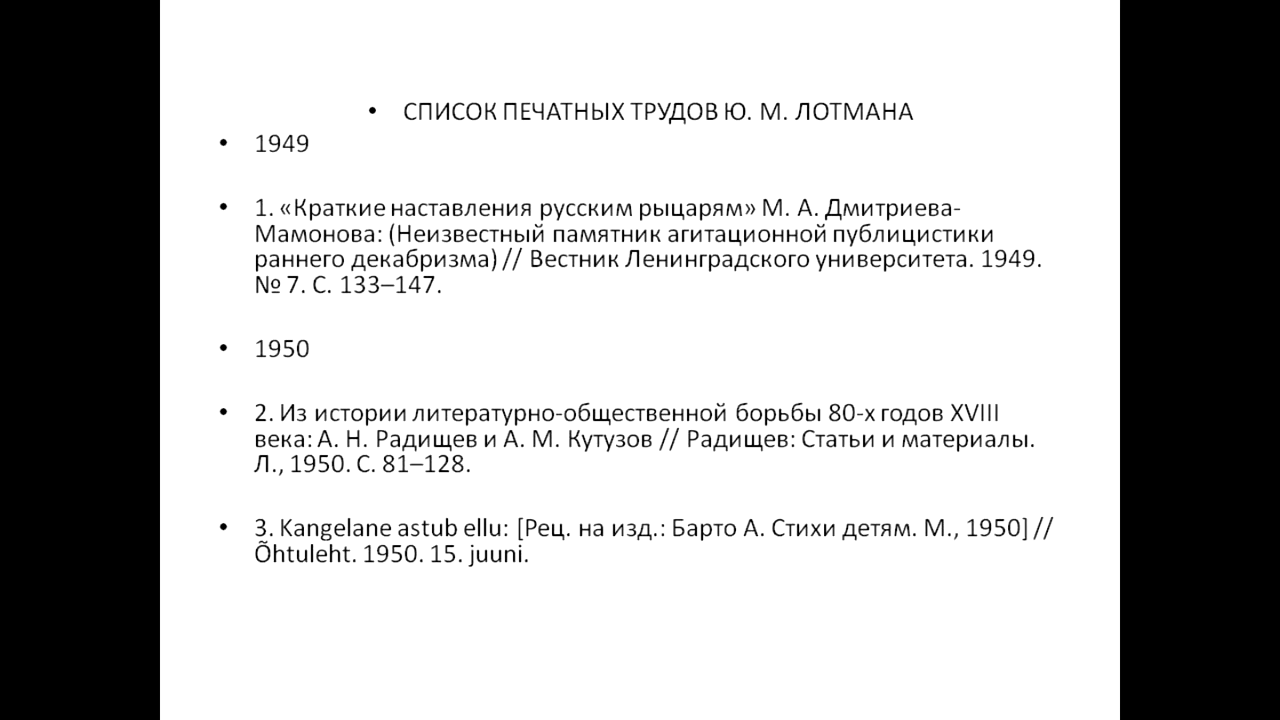 • СПИСОК ПЕЧАТНЫХ ТРУДОВ Ю. М. ЛОТМАНА
• 1949
• 1. «Краткие наставления русским рыцарям» М. А. Дмитриева-
Мамонова: (Неизвестный памятник агитационной публицистики
раннего декабризма) // Вестник Ленинградского университета. 1949.
№ 7. С. 133–147.
• 1950
• 2. Из истории литературно-общественной борьбы 80-х годов XVIII
века: А. Н. Радищев и А. М. Кутузов // Радищев: Статьи и материалы.
Л., 1950. С. 81–128.
• 3. Kangelane astub ellu: [Рец. на изд.: Барто А. Стихи детям. М., 1950] //
Õhtuleht. 1950. 15. juuni.